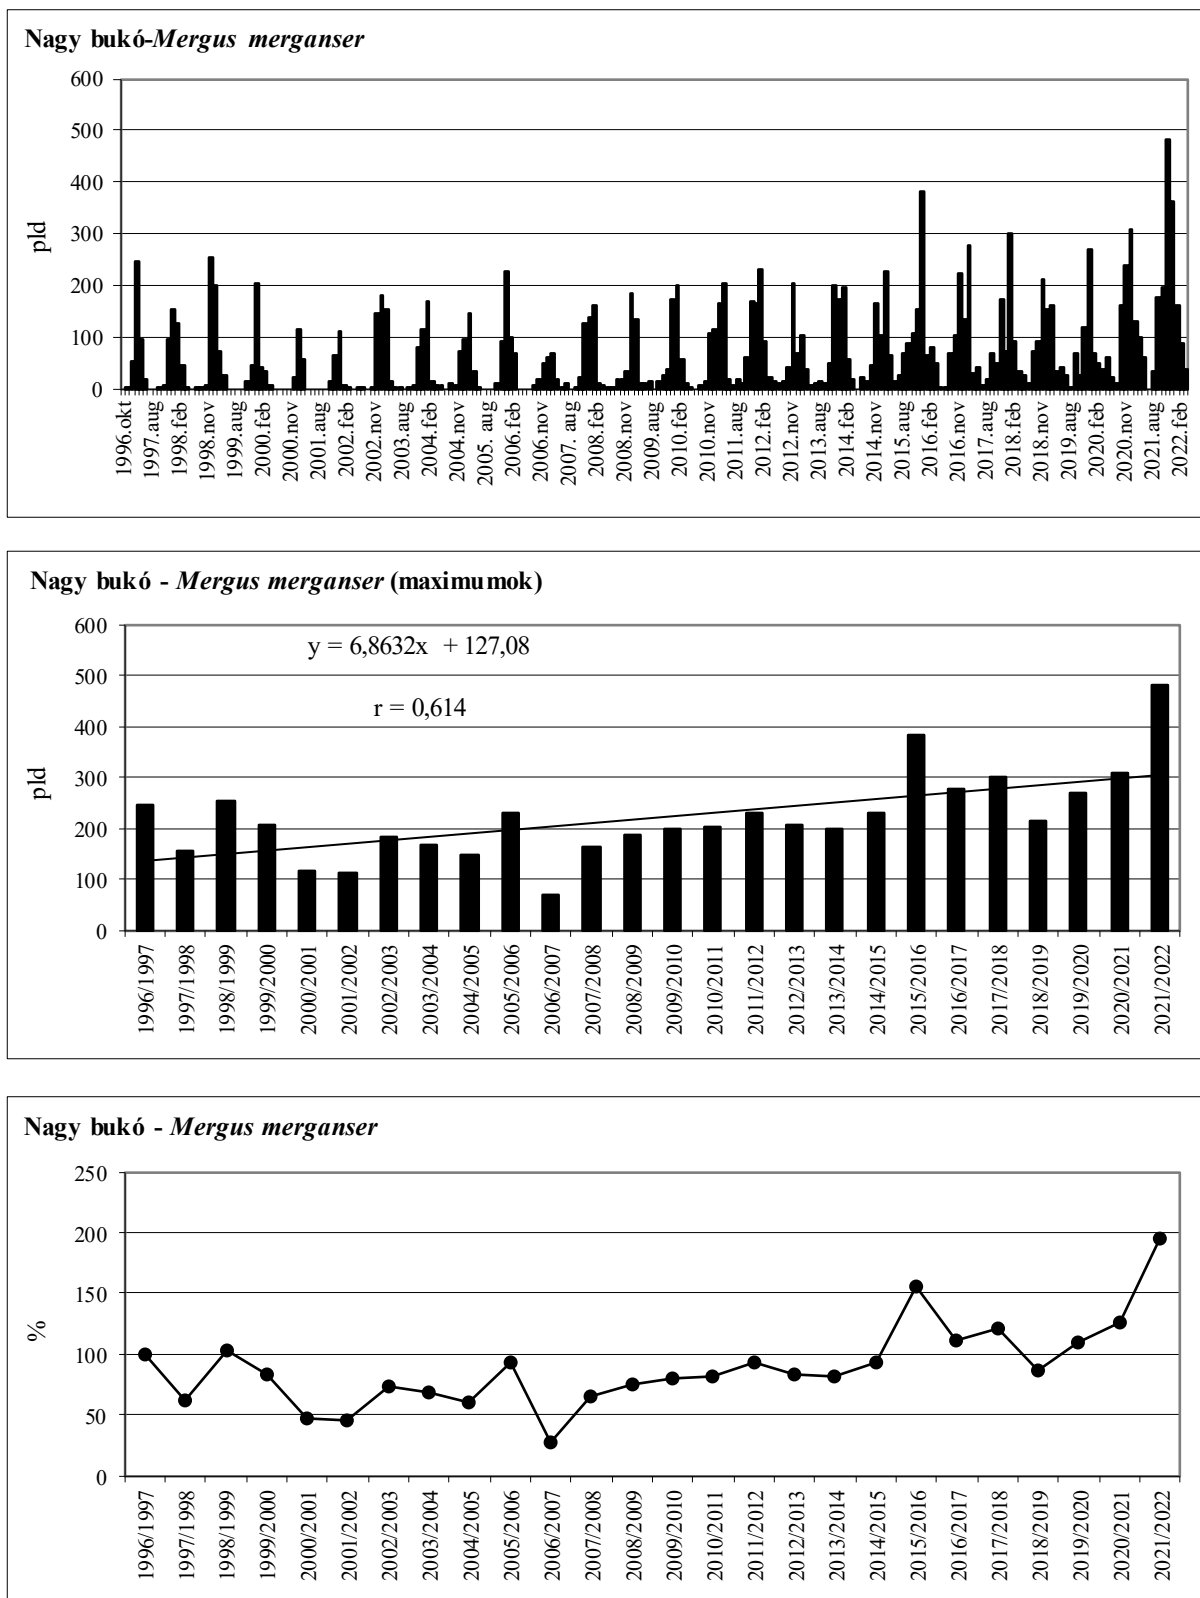 Nagy bukó-Mergus merganser
600
500
400
300
200
100
0
pld
1996.okt
1997.aug
1998.feb
1998.nov
1999.aug
2000.feb
2000.nov
2001.aug
2002.feb
2002.nov
2003.aug
2004.feb
2004.nov
2005. aug
2006.feb
2006.nov
2007. aug
2008.feb
2008.nov
2009.aug
2010.feb
2010.nov
2011.aug
2012.feb
2012.nov
2013.aug
2014.feb
2014.nov
2015.aug
2016.feb
2016.nov
2017.aug
2018.feb
2018.nov
2019.aug
2020.feb
2020.nov
2021.aug
2022.feb
Nagy bukó - Mergus merganser (maximumok)
y = 6,8632x + 127,08
r = 0,614
600
500
400
300
200
100
0
pld
1996/1997
1997/1998
1998/1999
1999/2000
2000/2001
2001/2002
2002/2003
2003/2004
2004/2005
2005/2006
2006/2007
2007/2008
2008/2009
2009/2010
2010/2011
2011/2012
2012/2013
2013/2014
2014/2015
2015/2016
2016/2017
2017/2018
2018/2019
2019/2020
2020/2021
2021/2022
Nagy bukó - Mergus merganser
250
200
150
100
50
0
%
1996/1997
1997/1998
1998/1999
1999/2000
2000/2001
2001/2002
2002/2003
2003/2004
2004/2005
2005/2006
2006/2007
2007/2008
2008/2009
2009/2010
2010/2011
2011/2012
2012/2013
2013/2014
2014/2015
2015/2016
2016/2017
2017/2018
2018/2019
2019/2020
2020/2021
2021/2022